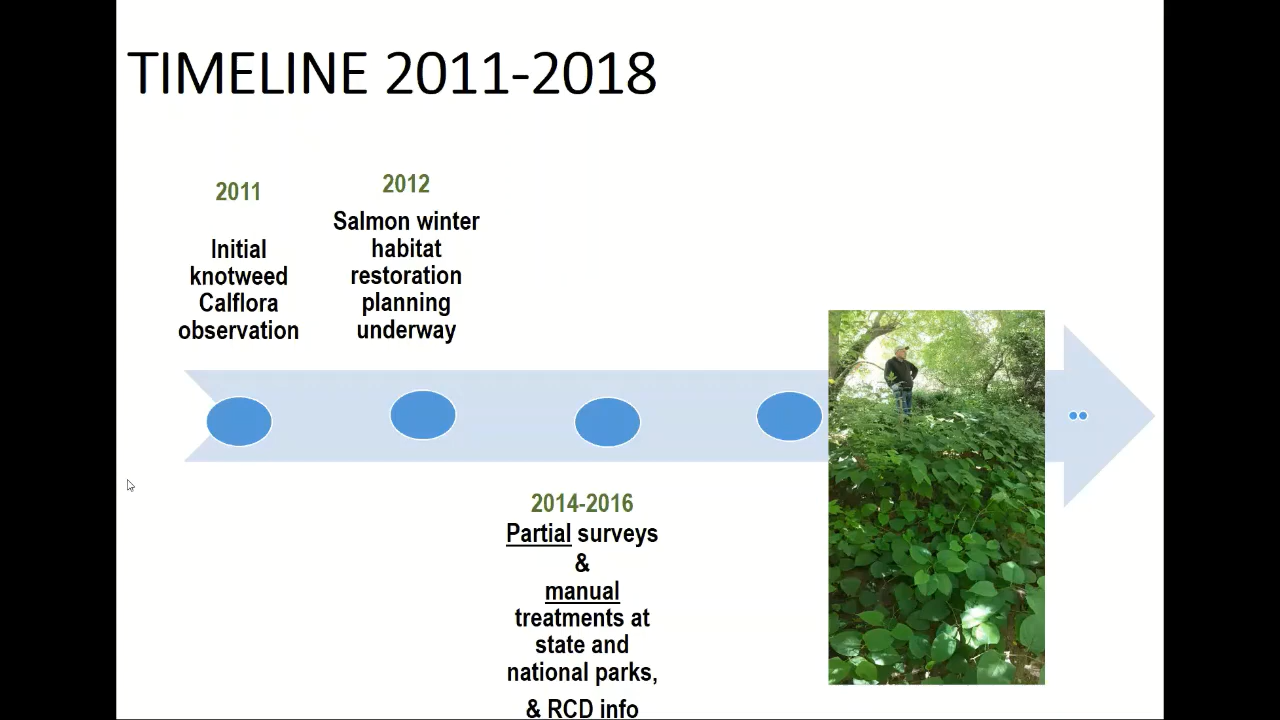 TIMELINE 2011-2018
2011
Initial
knotweed
Calflora
observation
2012
Salmon winter
habitat
restoration
planning
underway
2014-2016
Partial surveys
&
manual
treatments at
state and
national parks,
& RCD info